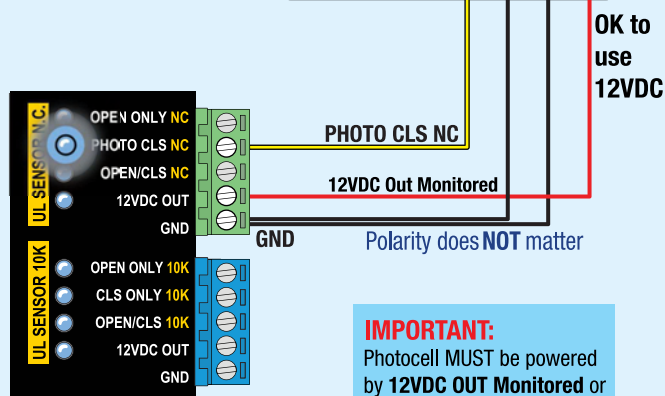 OK to
use
12VDC
UL SENSOR N.C.
OPEN ONLY NC
PHOTO CLS NC
OPEN/CLS NC
12VDC OUT
GND
PHOTO CLS NC
12VDC Out Monitored
GND
Polarity does NOT matter
UL SENSOR 10K
OPEN ONLY 10K
CLS ONLY 10K
OPEN/CLS 10K
12VDC OUT
GND
IMPORTANT:
Photocell MUST be powered
by 12VDC OUT Monitored or